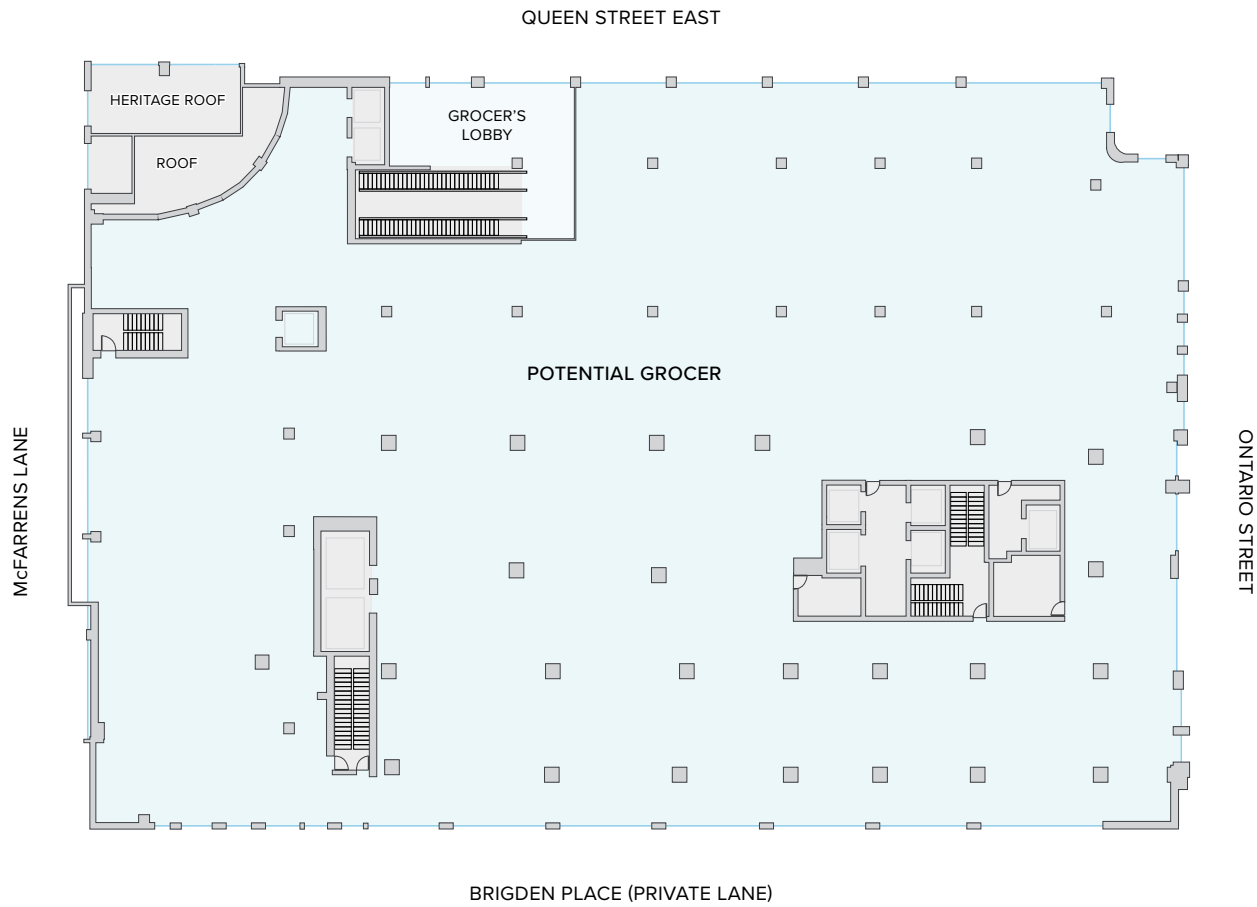 QUEEN STREET EAST
HERITAGE ROOF
GROCER'S
LOBBY
ROOF
POTENTIAL GROCER
McFARRENS LANE
ONTARIO STREET
BRIGDEN PLACE (PRIVATE LANE)